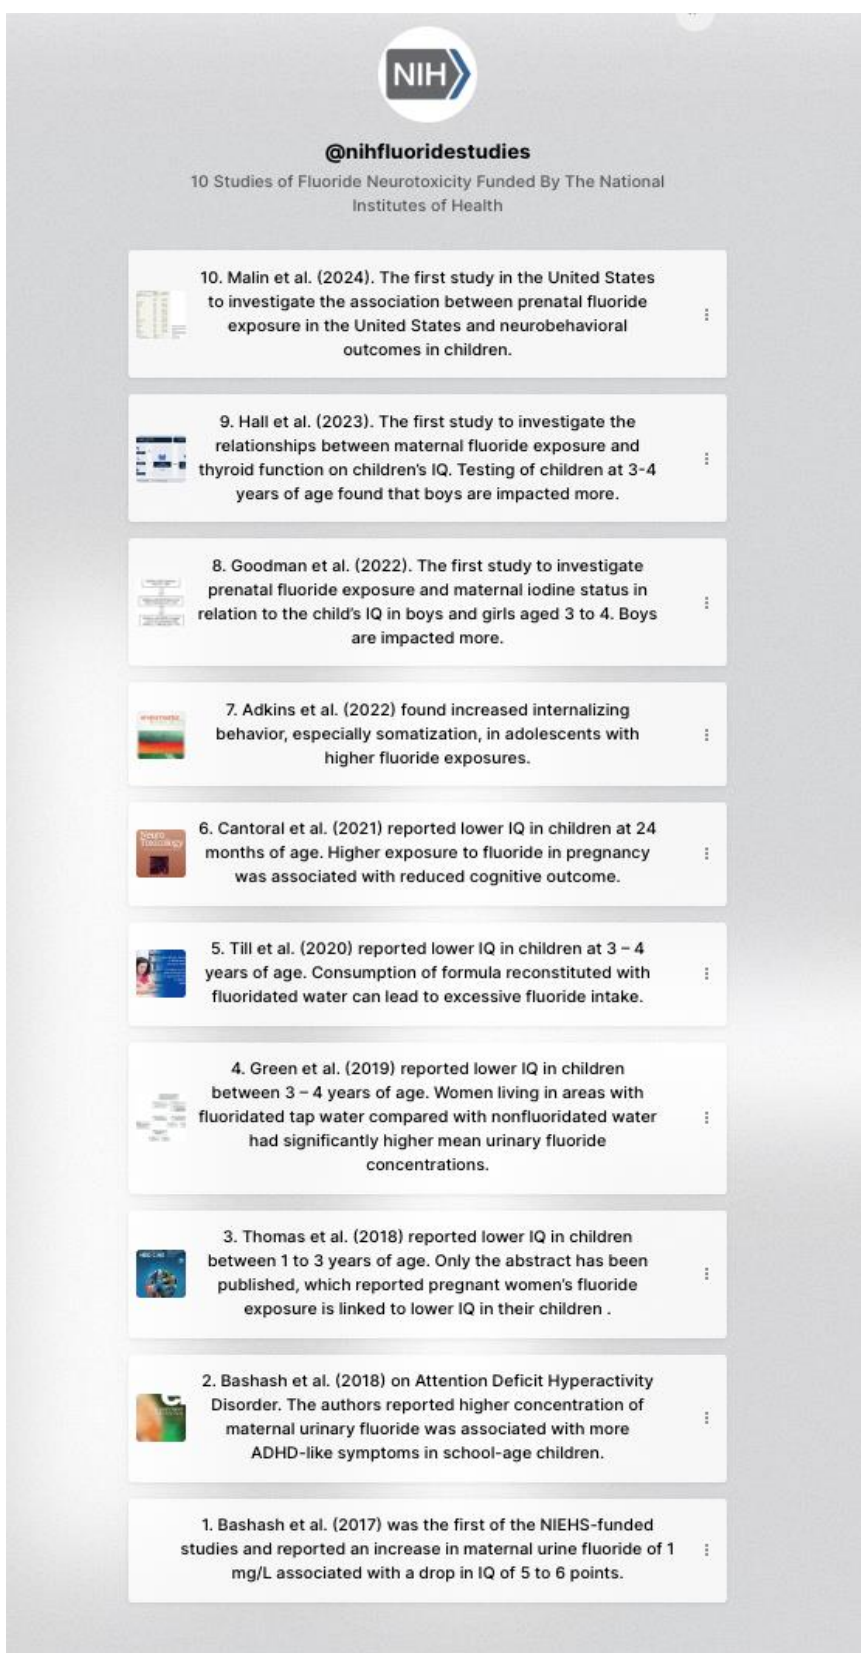 NIH
@nihfluoridestudies
10 Studies of Fluoride Neurotoxicity Funded By The National
Institutes of Health
10. Malin et al. (2024). The first study in the United States
to investigate the association between prenatal fluoride
exposure in the United States and neurobehavioral
outcomes in children.
9. Hall et al. (2023). The first study to investigate the
relationships between maternal fluoride exposure and
thyroid function on children's IQ. Testing of children at 3-4
years of age found that boys are impacted more.
8. Goodman et al. (2022). The first study to investigate
prenatal fluoride exposure and maternal iodine status in
relation to the child's IQ in boys and girls aged 3 to 4. Boys
are impacted more.
7. Adkins et al. (2022) found increased internalizing
behavior, especially somatization, in adolescents with
higher fluoride exposures.
Neuro
Toxicology
6. Cantoral et al. (2021) reported lower IQ in children at 24
months of age. Higher exposure to fluoride in pregnancy
was associated with reduced cognitive outcome.
5. Till et al. (2020) reported lower IQ in children at 3 – 4
years of age. Consumption of formula reconstituted with
fluoridated water can lead to excessive fluoride intake.
4. Green et al. (2019) reported lower IQ in children
between 3 – 4 years of age. Women living in areas with
fluoridated tap water compared with nonfluoridated water
had significantly higher mean urinary fluoride
concentrations.
3. Thomas et al. (2018) reported lower IQ in children
between 1 to 3 years of age. Only the abstract has been
published, which reported pregnant women's fluoride
exposure is linked to lower IQ in their children .
2. Bashash et al. (2018) on Attention Deficit Hyperactivity
Disorder. The authors reported higher concentration of
maternal urinary fluoride was associated with more
ADHD-like symptoms in school-age children.
1. Bashash et al. (2017) was the first of the NIEHS-funded
studies and reported an increase in maternal urine fluoride of 1
mg/L associated with a drop in IQ of 5 to 6 points.